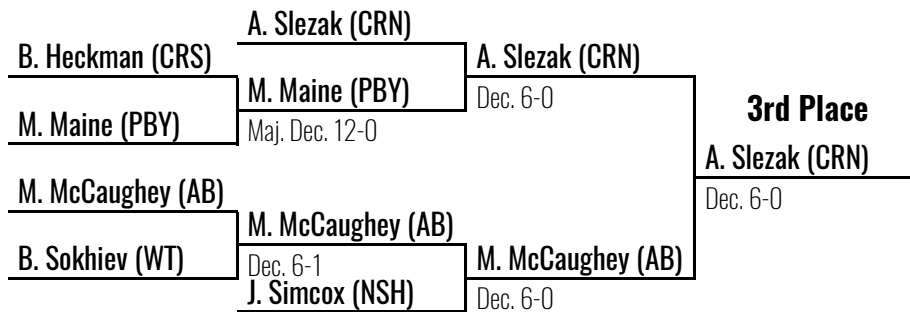 A. Slezak (CRN)
B. Heckman (CRS)
A. Slezak (CRN)
M. Maine (PBY)
Dec. 6-0
3rd Place
M. Maine (PBY)
Maj. Dec. 12-0
A. Slezak (CRN)
M. McCaughey (AB)
Dec. 6-0
M. McCaughey (AB)
B. Sokhiev (WT)
Dec. 6-1
M. McCaughey (AB)
J. Simcox (NSH)
Dec. 6-0